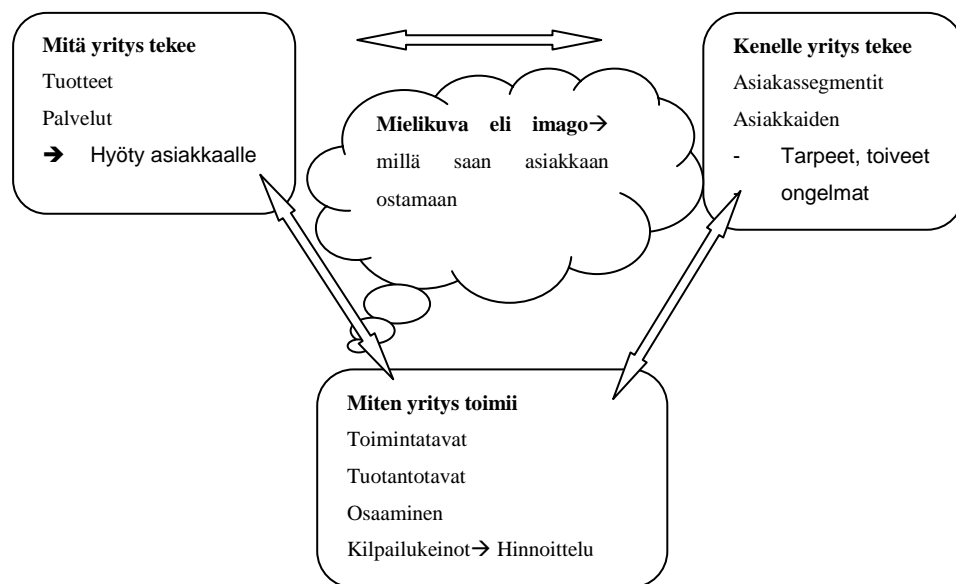 Mitä yritys tekee
Tuotteet
Palvelut
➔ Hyöty asiakkaalle
Mielikuva eli imago→
millä saan asiakkaan
ostamaan
Kenelle yritys tekee
Asiakassegmentit
Asiakkaiden
- Tarpeet, toiveet
- ongelmat
Miten yritys toimii
Toimintatavat
Tuotantotavat
Osaaminen
Kilpailukeinot→ Hinnoittelu